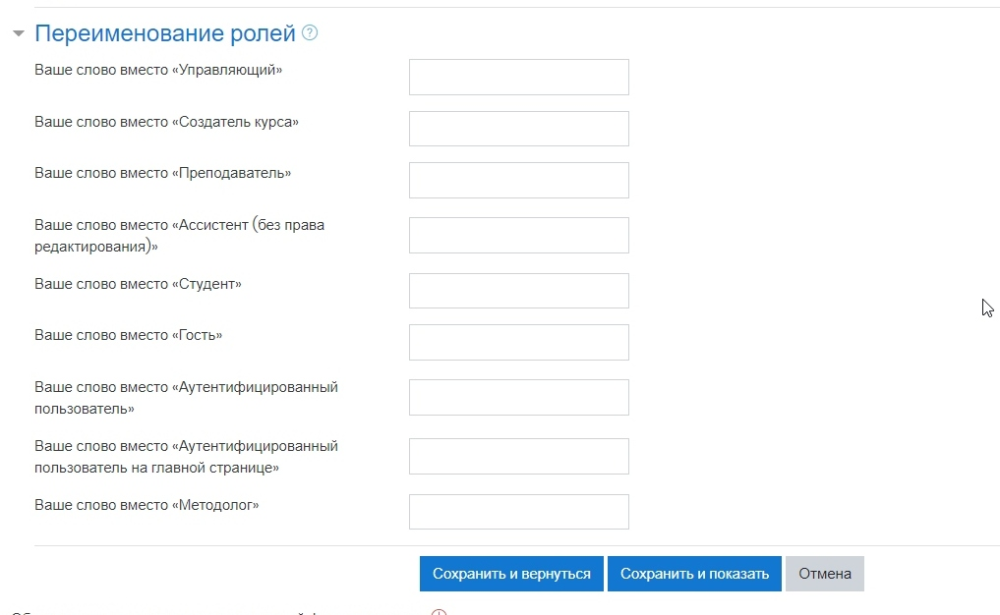 Переименование ролей
Ваше слово вместо «Управляющий»
Ваше слово вместо «Создатель курса»
Ваше слово вместо «Преподаватель»
Ваше слово вместо «Ассистент (без права
редактирования)»
Ваше слово вместо «Студент»
Ваше слово вместо «Гость»
Ваше слово вместо «Аутентифицированный
пользователь»
Ваше слово вместо «Аутентифицированный
пользователь на главной странице»
Ваше слово вместо «Методолог»
Сохранить и вернуться Сохранить и показать Отмена